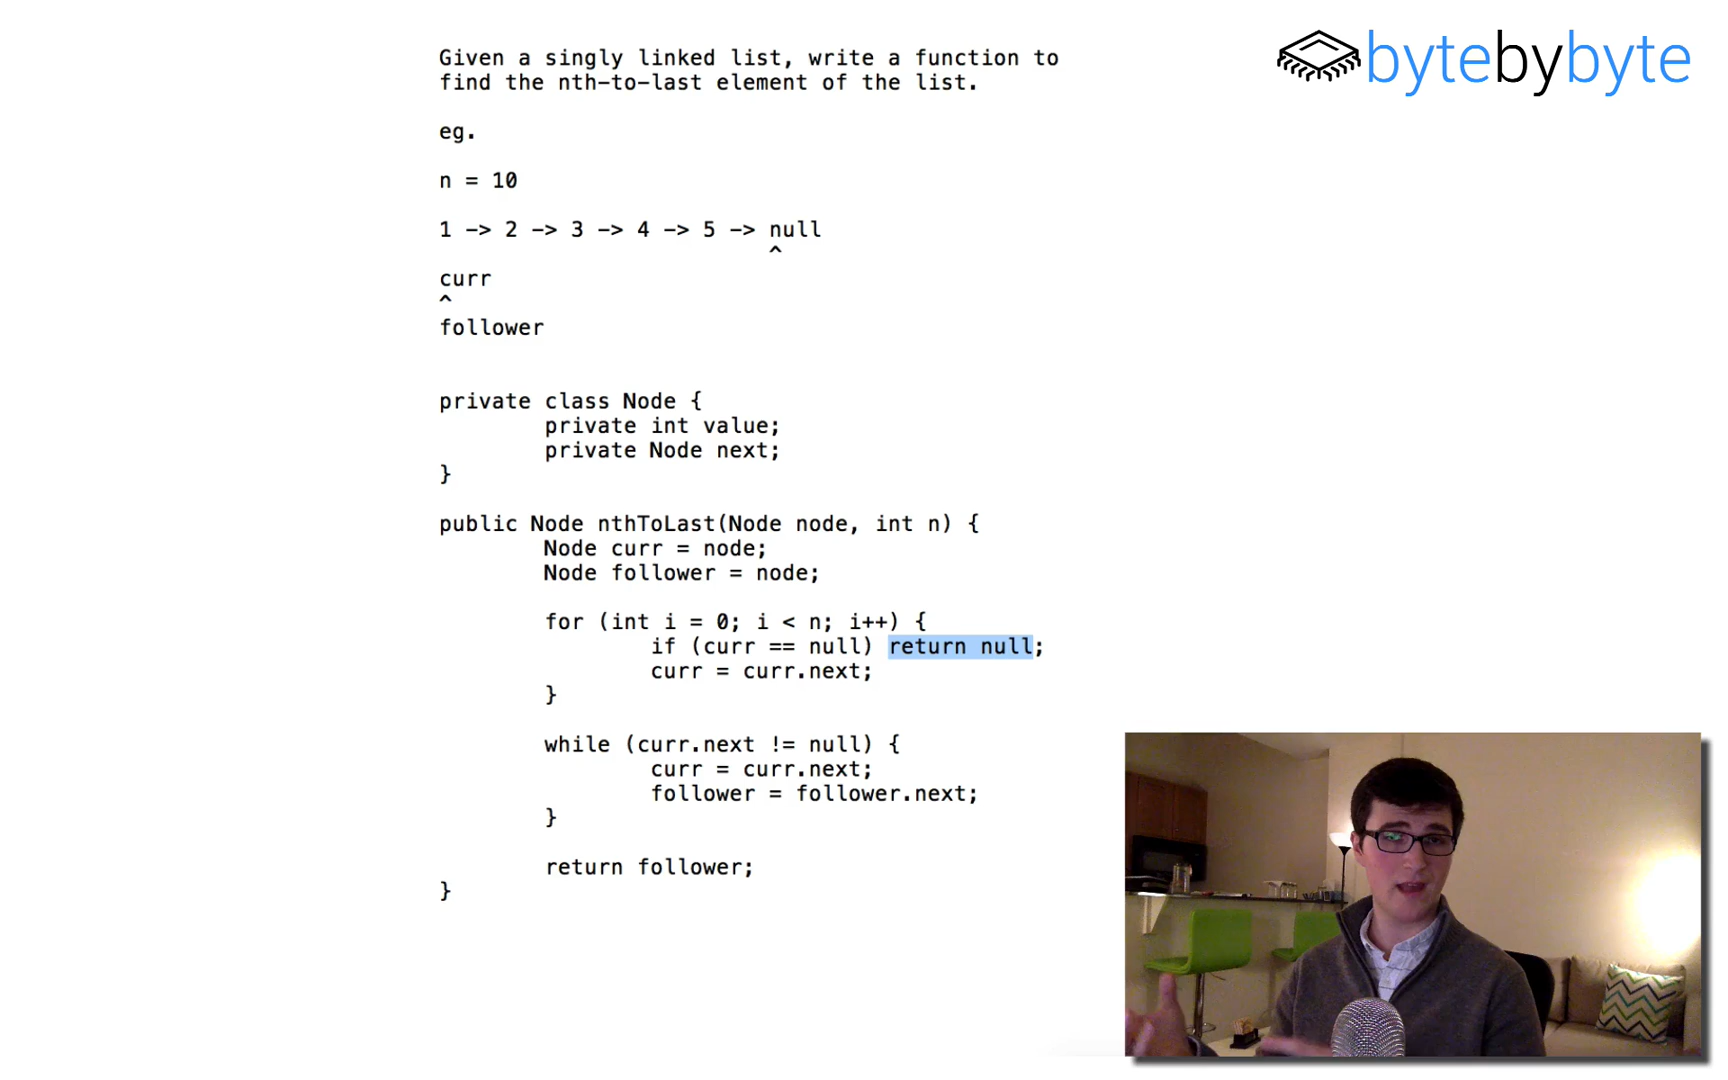 bytebybyte
Given a singly linked list, write a function to
find the nth-to-last element of the list.
eg.
n = 10
1 -> 2 -> 3 -> 4 -> 5 -> null
^
curr
^
follower
private class Node {
private int value;
private Node next;
}
public Node nthToLast(Node node, int n) {
Node curr = node;
Node follower = node;
for (int i = 0; i < n; i++) {
if (curr == null) return null;
curr = curr.next;
}
while (curr.next != null) {
curr = curr.next;
follower = follower.next;
}
return follower;
}